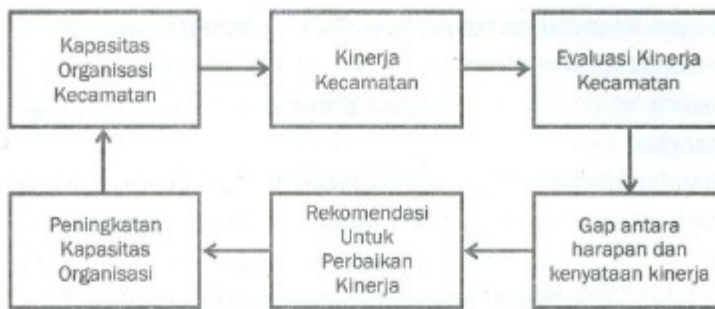 Kapasitas
Organisasi
Kecamatan
Kinerja
Kecamatan
Evaluasi Kinerja
Kecamatan
Peningkatan
Kapasitas
Organisasi
Rekomendasi
Untuk
Perbaikan
Kinerja
Gap antara
harapan dan
kenyataan kinerja